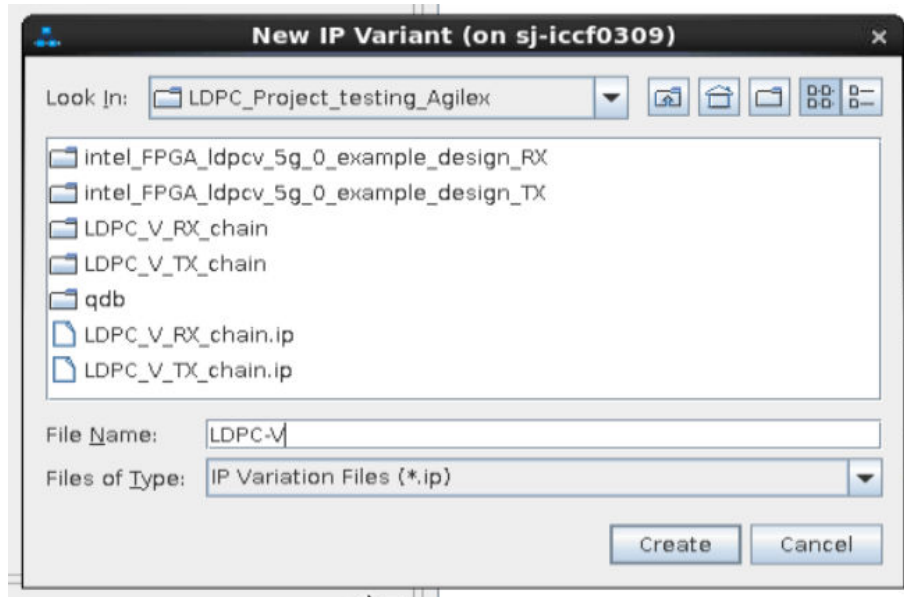 New IP Variant (on sj-iccf0309)
Look In: LDPC_Project_testing_Agilex
intel_FPGA_ldpcv_5g_0_example_design_RX
intel_FPGA_ldpcv_5g_0_example_design_TX
LDPC_V_RX_chain
LDPC_V_TX_chain
qdb
LDPC_V_RX_chain.ip
LDPC_V_TX_chain.ip
File Name: LDPC-V
Files of Type: IP Variation Files (*.ip)
Create Cancel